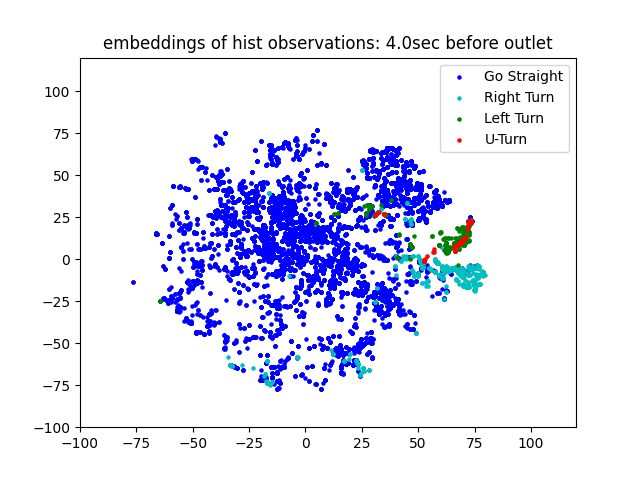 embeddings of hist observations: 4.0sec before outlet
Go Straight
Right Turn
Left Turn
U-Turn
100
75
50
25
0
−25
−50
−75
−100
−100 −75 −50 −25 0 25 50 75 100